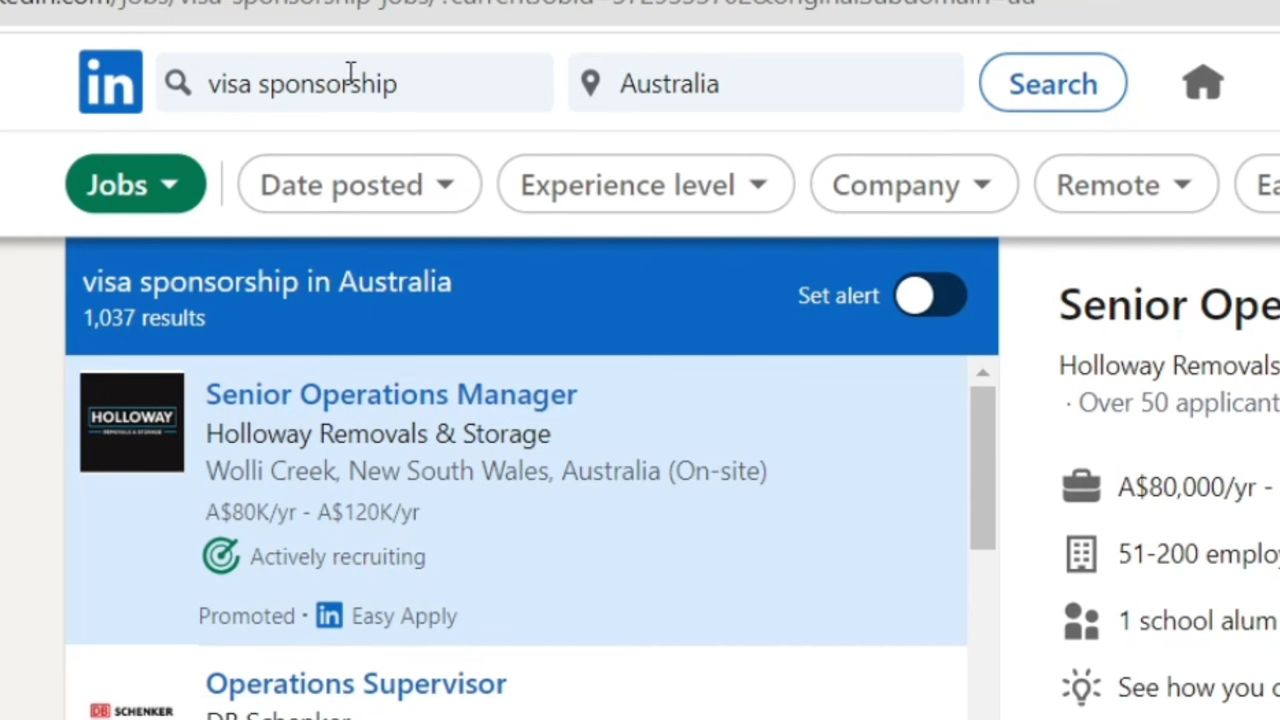 in visa sponsorship Australia Search
Jobs Date posted Experience level Company Remote
visa sponsorship in Australia
Set alert
1,037 results
Senior Operations Manager
HOLLOWAY
Holloway Removals & Storage
Wolli Creek, New South Wales, Australia (On-site)
A$80K/yr - A$120K/yr
Actively recruiting
Promoted · in Easy Apply
Operations Supervisor
DB SCHENKER
DB Schenker
Senior Ope
Holloway Removals
· Over 50 applicant
A$80,000/yr -
51-200 employ
1 school alum
See how you c